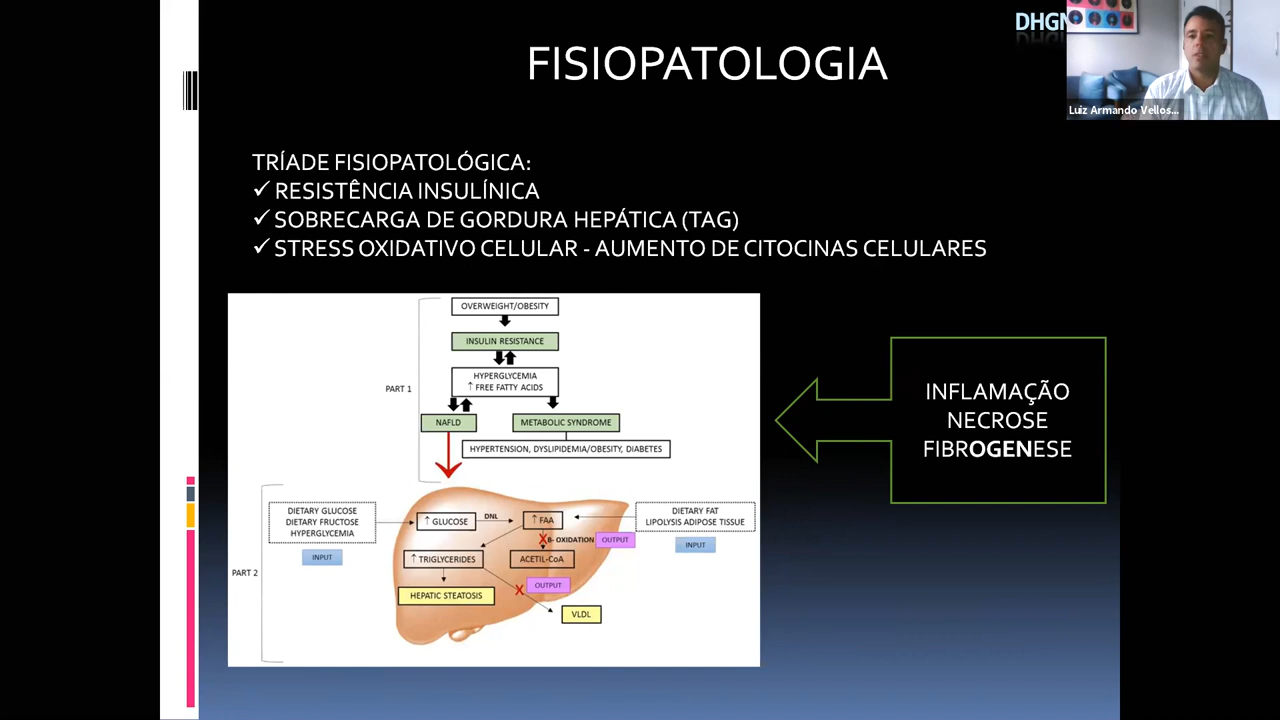 DHGN
Luiz Armando Vellos...
FISIOPATOLOGIA
TRÍADE FISIOPATOLÓGICA:
✓ RESISTÊNCIA INSULÍNICA
✓ SOBRECARGA DE GORDURA HEPÁTICA (TAG)
✓ STRESS OXIDATIVO CELULAR - AUMENTO DE CITOCINAS CELULARES
OVERWEIGHT/OBESITY
INSULIN RESISTANCE
PART 1
HYPERGLYCEMIA
↑ FREE FATTY ACIDS
NAFLD
METABOLIC SYNDROME
HYPERTENSION, DYSLIPIDEMIA/OBESITY, DIABETES
INFLAMAÇÃO
NECROSE
FIBROGENESE
PART 2
DIETARY GLUCOSE
DIETARY FRUCTOSE
HYPERGLYCEMIA
INPUT
↑ GLUCOSE
DNL
↑ FAA
DIETARY FAT
LIPOLYSIS ADIPOSE TISSUE
INPUT
X B- OXIDATION
OUTPUT
↑ TRIGLYCERIDES
ACETIL-CoA
X
OUTPUT
HEPATIC STEATOSIS
VLDL